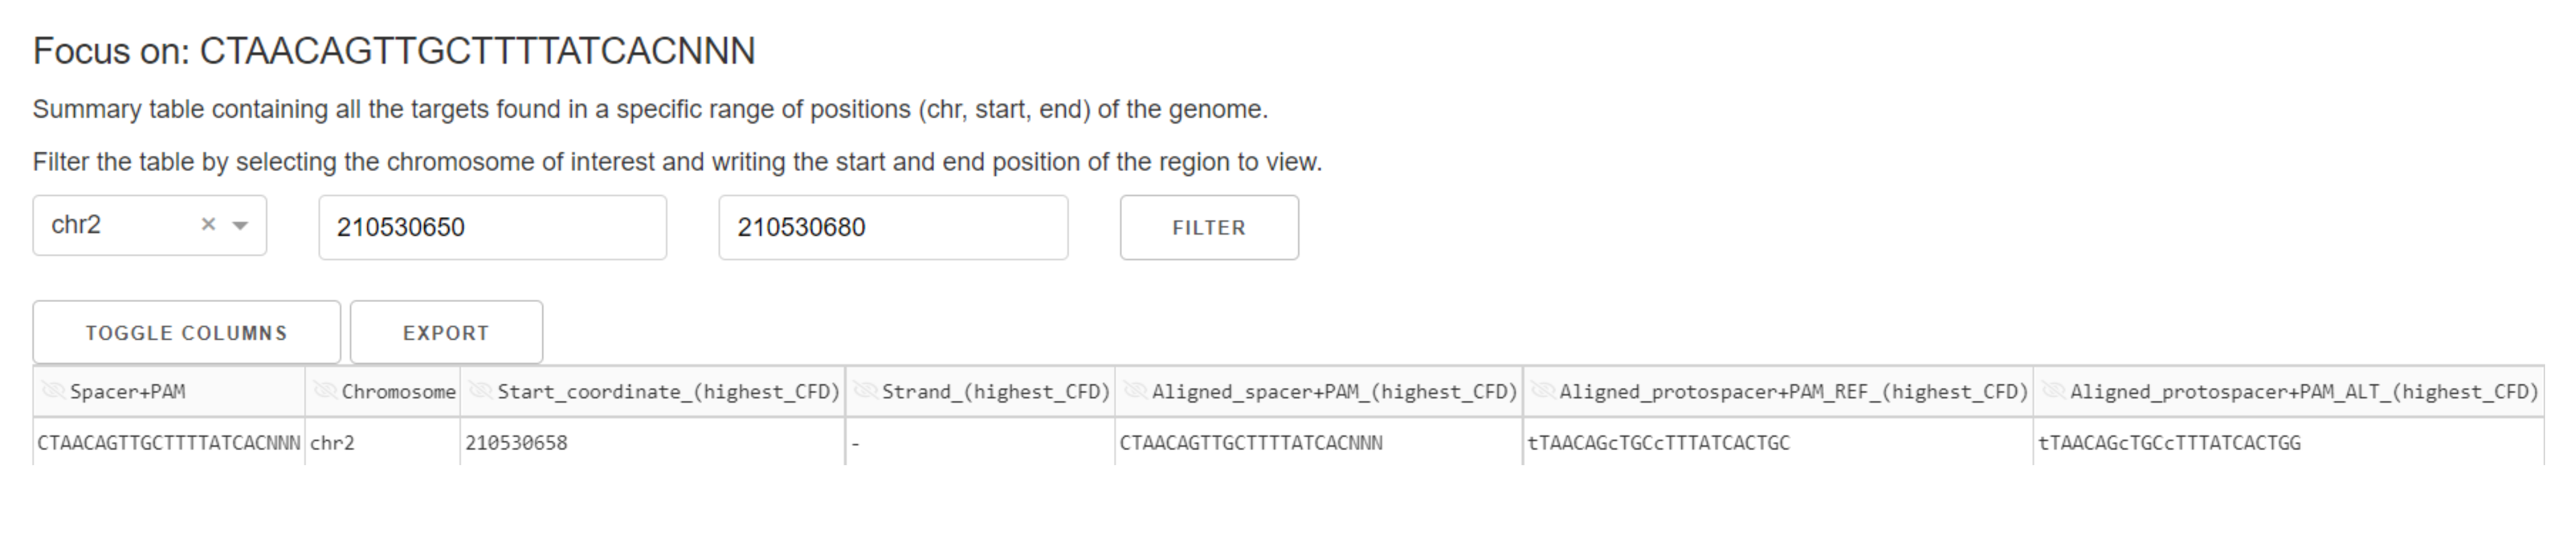 Focus on: CTAACAGTTGCTTTTATCACNNN
Summary table containing all the targets found in a specific range of positions (chr, start, end) of the genome.
Filter the table by selecting the chromosome of interest and writing the start and end position of the region to view.
chr2 × 210530650 210530680 FILTER
TOGGLE COLUMNS EXPORT
Spacer+PAM Chromosome Start_coordinate_(highest_CFD) Strand_(highest_CFD) Aligned_spacer+PAM_(highest_CFD) Aligned_protospacer+PAM_REF_(highest_CFD) Aligned_protospacer+PAM_ALT_(highest_CFD)
CTAACAGTTGCTTTTATCACNNN chr2 210530658 - CTAACAGTTGCTTTTATCACNNN tTAACAGcTGCcTTTATCACTGC tTAACAGcTGCcTTTATCACTGG